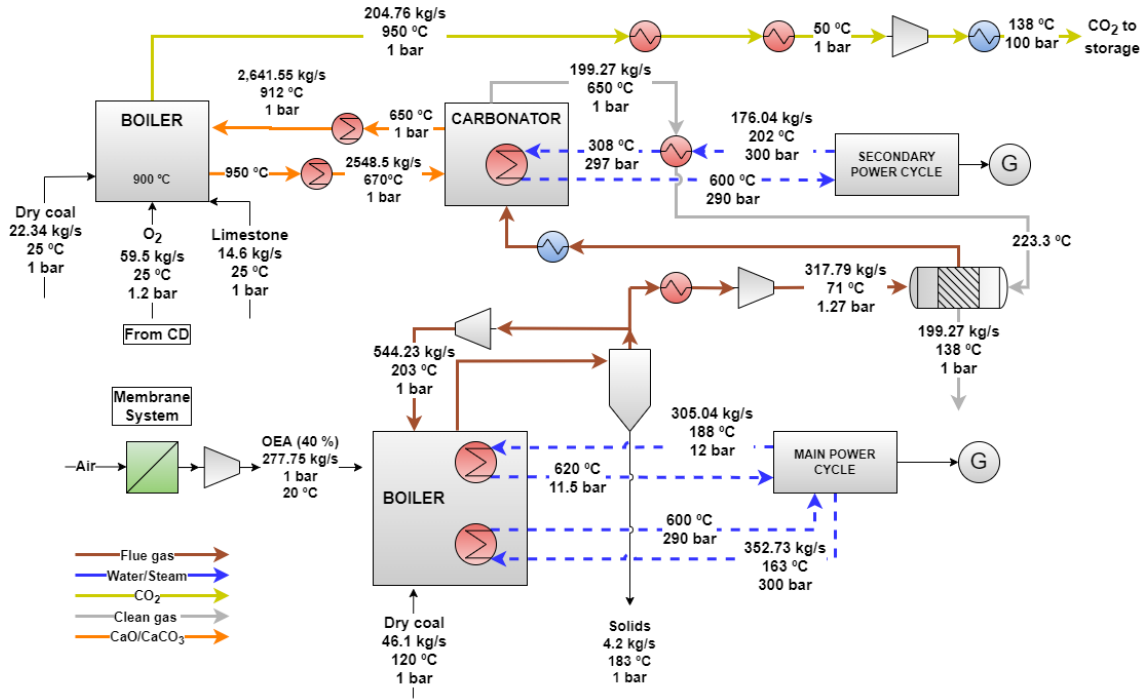 204.76 kg/s
950 ºC
1 bar
50 ºC
1 bar
138 ºC
100 bar
CO2 to
storage
2,641.55 kg/s
912 ºC
1 bar
199.27 kg/s
650 ºC
1 bar
BOILER
900 ºC
650 ºC
1 bar
CARBONATOR
176.04 kg/s
202 ºC
300 bar
308 ºC
297 bar
SECONDARY
POWER CYCLE
G
950 ºC
2548.5 kg/s
670ºC
1 bar
600 ºC
290 bar
Dry coal
22.34 kg/s
25 ºC
1 bar
O2
59.5 kg/s
25 ºC
1.2 bar
Limestone
14.6 kg/s
25 ºC
1 bar
From CD
223.3 ºC
317.79 kg/s
71 ºC
1.27 bar
199.27 kg/s
138 ºC
1 bar
544.23 kg/s
203 ºC
1 bar
Membrane
System
Air
OEA (40 %)
277.75 kg/s
1 bar
20 ºC
BOILER
305.04 kg/s
188 ºC
12 bar
620 ºC
11.5 bar
MAIN POWER
CYCLE
G
600 ºC
290 bar
352.73 kg/s
163 ºC
300 bar
Flue gas
Water/Steam
CO2
Clean gas
CaO/CaCO3
Dry coal
46.1 kg/s
120 ºC
1 bar
Solids
4.2 kg/s
183 ºC
1 bar